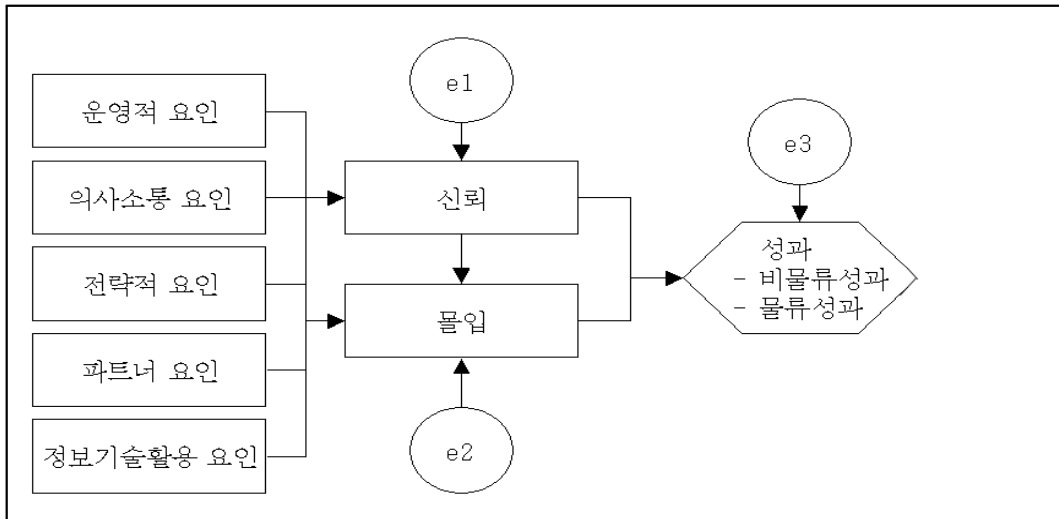 운영적 요인
의사소통 요인
전략적 요인
파트너 요인
정보기술활용 요인
e1
신뢰
몰입
e2
e3
성과
- 비물류성과
- 물류성과